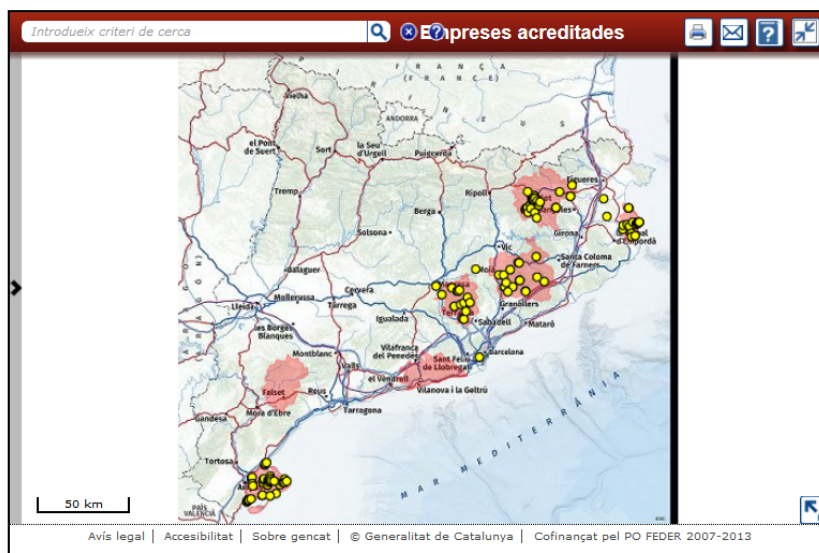 Introdueix criteri de cerca
Empreses acreditades
FRANÇA
(FRANCE)
PIRINEUS
Vielha
ANDORRA
el Pont
de Suert
Sort
la Seu
d'Urgell
Puigcerdà
Figueres
Tremp
Ripoll
Berga
Girona
Solsona
Vic
Santa Coloma
de Farners
Balaguer
Cervera
Lleida
Mollerussa
Tàrrega
Igualada
Granollers
Sabadell
Mataró
les Borges
Blanques
Montblanc
Vilafranca
del Penedès
Sant Feliu
de Llobregat
Barcelona
Valls
el Vendrell
Vilanova i la Geltrú
Falset
Reus
Móra d'Ebre
Tarragona
Gandesa
MAR MEDITERRÀNIA
Tortosa
PAÍS
VALENCIÀ
50 km
Avís legal | Accesibilitat | Sobre gencat | © Generalitat de Catalunya | Cofinançat pel PO FEDER 2007-2013